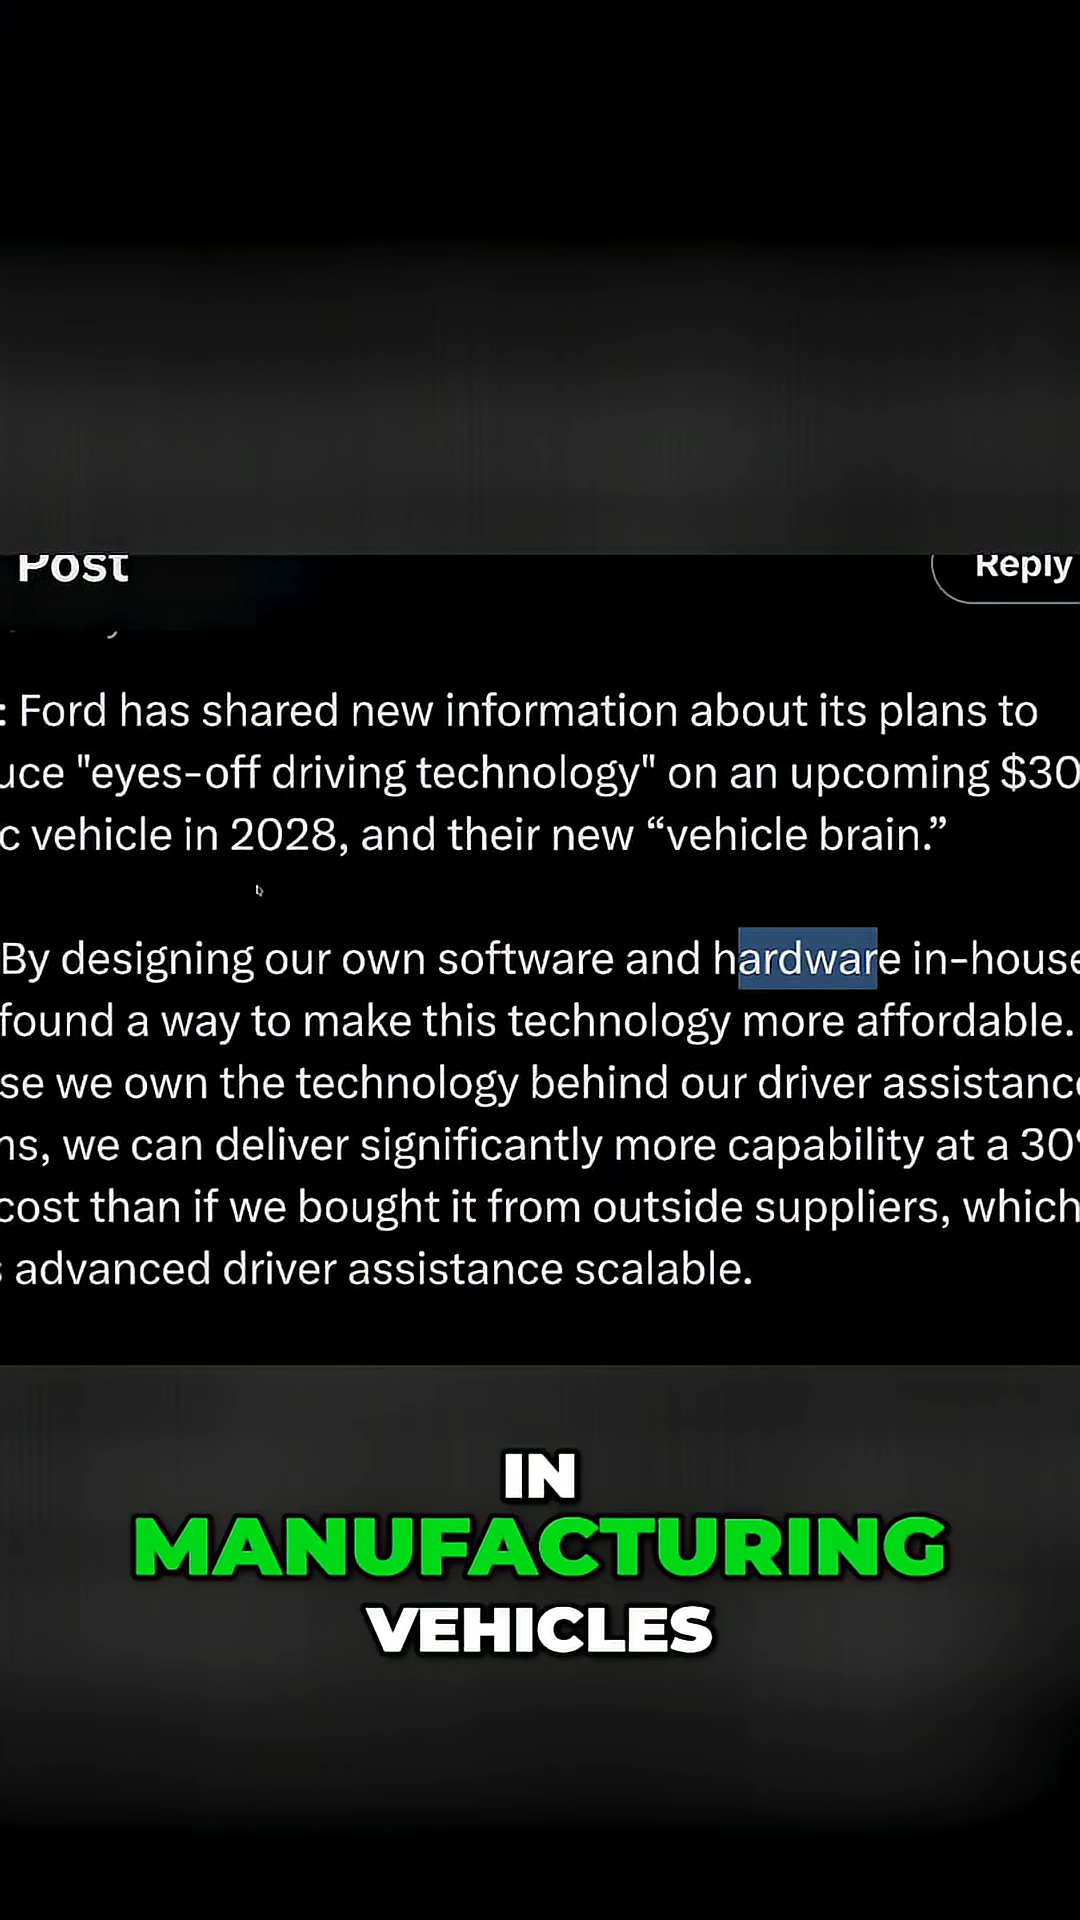 Post
Reply
: Ford has shared new information about its plans to
uce "eyes-off driving technology" on an upcoming $30
c vehicle in 2028, and their new “vehicle brain.”
By designing our own software and hardware in-house
found a way to make this technology more affordable.
se we own the technology behind our driver assistance
ns, we can deliver significantly more capability at a 30%
cost than if we bought it from outside suppliers, which
s advanced driver assistance scalable.
IN
MANUFACTURING
VEHICLES